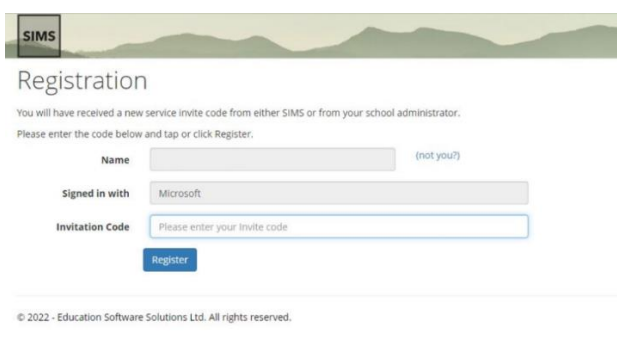 SIMS
Registration
You will have received a new service invite code from either SIMS or from your school administrator.
Please enter the code below and tap or click Register.
Name (not you?)
Signed in with Microsoft
Invitation Code Please enter your Invite code
Register
© 2022 - Education Software Solutions Ltd. All rights reserved.